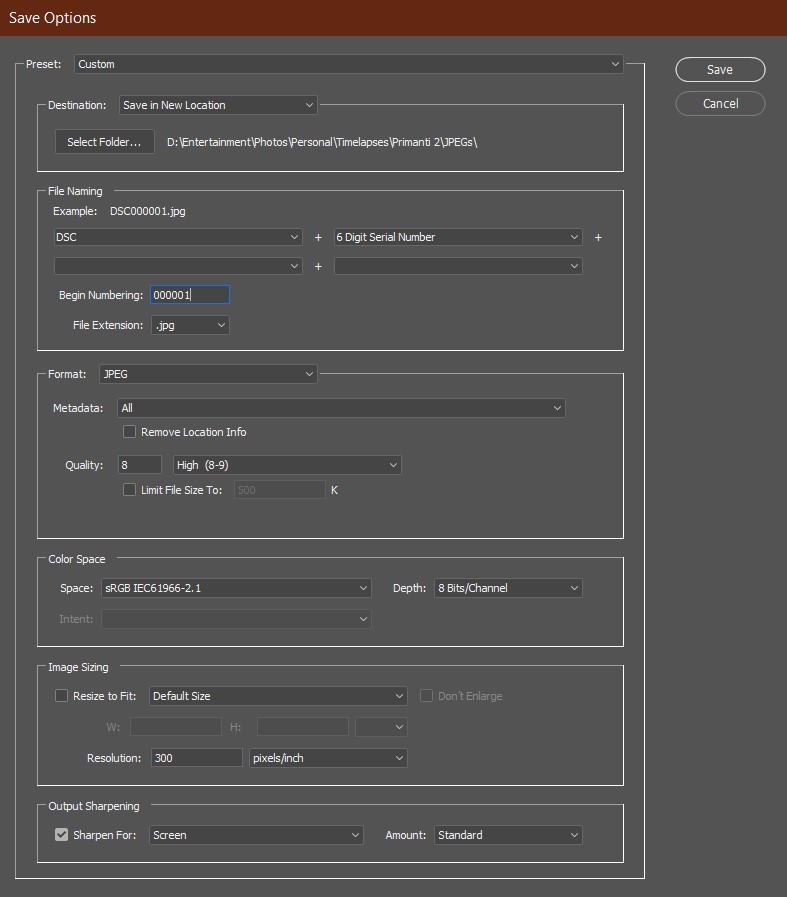 Save Options
Preset: Custom
Save
Cancel
Destination: Save in New Location
Select Folder... D:\Entertainment\Photos\Personal\Timelapses\Primanti 2\JPEGs\
File Naming
Example: DSC000001.jpg
DSC + 6 Digit Serial Number +
+
Begin Numbering: 000001
File Extension: .jpg
Format: JPEG
Metadata: All
Remove Location Info
Quality: 8 High (8-9)
Limit File Size To: 500 K
Color Space
Space: sRGB IEC61966-2.1 Depth: 8 Bits/Channel
Intent:
Image Sizing
Resize to Fit: Default Size Don't Enlarge
W: H:
Resolution: 300 pixels/inch
Output Sharpening
Sharpen For: Screen Amount: Standard